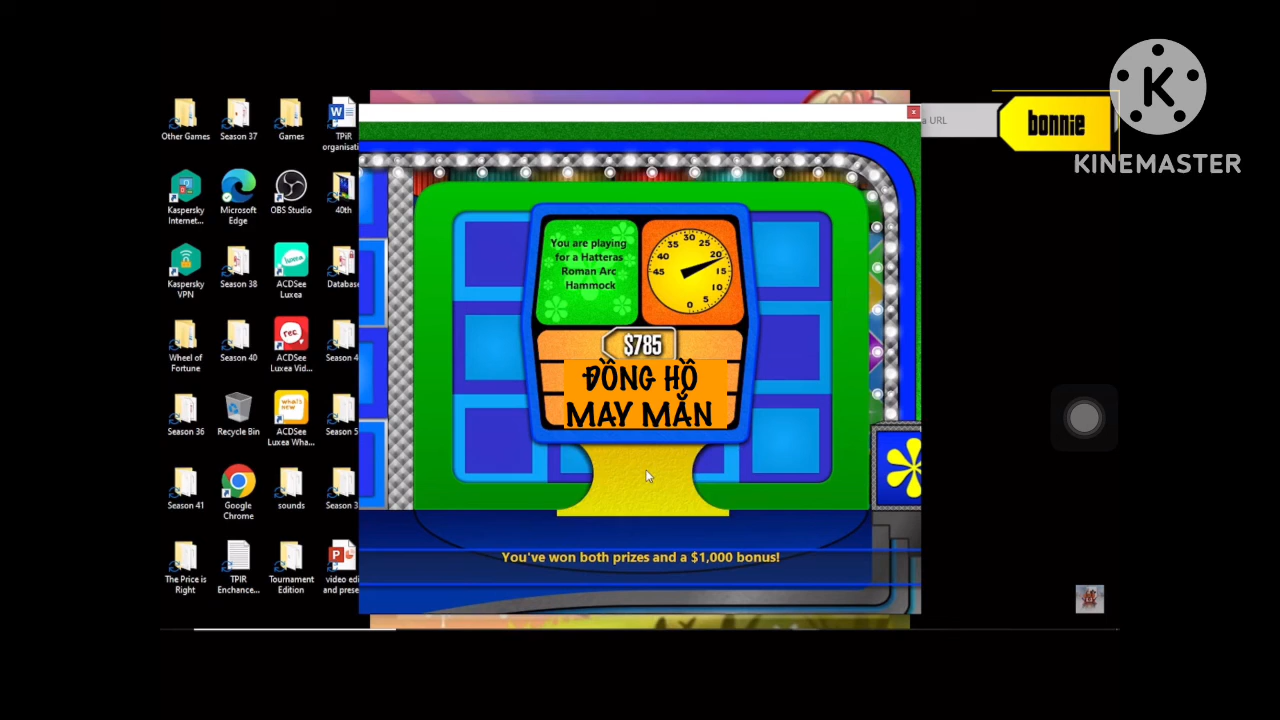 Other Games
Season 37
Games
TPiR
organisati
a URL
bonnie
K
KINEMASTER
Kaspersky
Internet...
Microsoft
Edge
OBS Studio
40th
Kaspersky
VPN
Season 38
ACDSee
Luxea
Databas
Wheel of
Fortune
Season 40
ACDSee
Luxea Vid...
Season 4
Season 36
Recycle Bin
ACDSee
Luxea Wha...
Season 5
Season 41
Google
Chrome
sounds
Season 3
The Price is
Right
TPIR
Enchance...
Tournament
Edition
video edi
and prese
luxea
rec
what's
new
You are playing
for a Hatteras
Roman Arc
Hammock
0
5
10
15
20
25
30
35
40
45
$785
ĐỒNG HỒ
MAY MẮN
You've won both prizes and a $1,000 bonus!